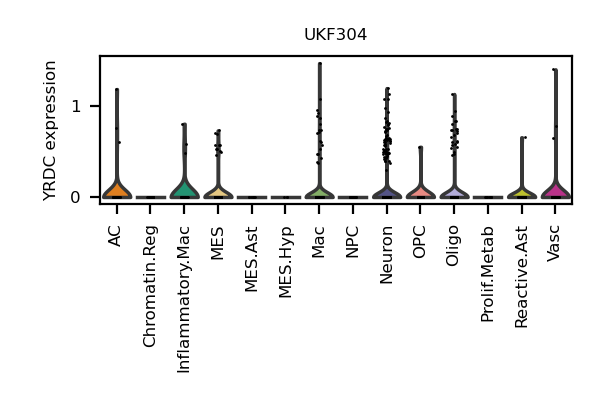 UKF304
YRDC expression
1
0
AC
Chromatin.Reg
Inflammatory.Mac
MES
MES.Ast
MES.Hyp
Mac
NPC
Neuron
OPC
Oligo
Prolif.Metab
Reactive.Ast
Vasc